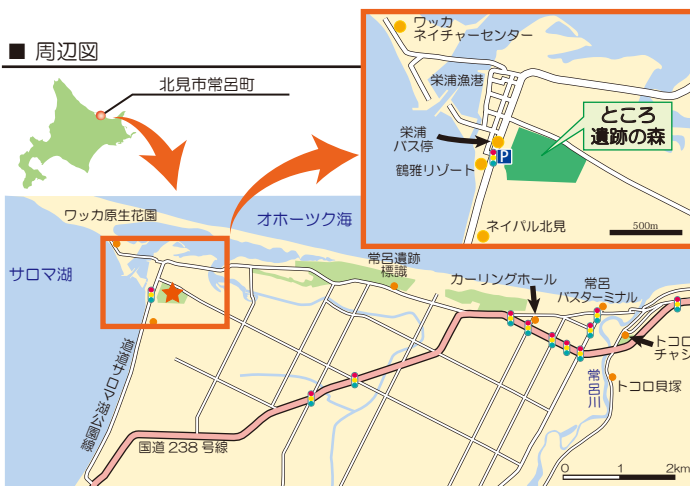 ■ 周辺図
北見市常呂町
ワッカ
ネイチャーセンター
栄浦漁港
ところ
遺跡の森
栄浦
バス停
P
鶴雅リゾート
ネイパル北見
500m
ワッカ原生花園
オホーツク海
サロマ湖
常呂遺跡
標識
カーリングホール
常呂
バスターミナル
トコロ
チャシ
トコロ貝塚
常呂川
道道サロマ湖公園線
国道 238 号線
0 1 2km